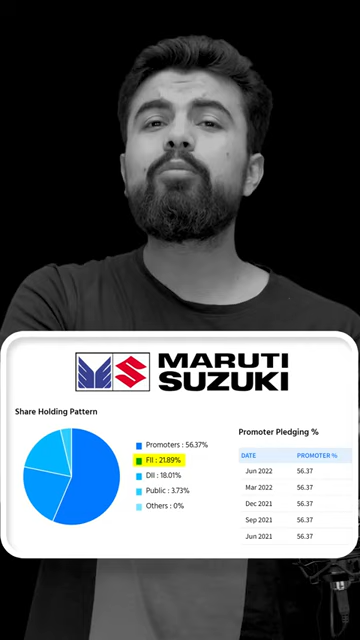 MARUTI
SUZUKI
Share Holding Pattern
Promoters : 56.37%
FII : 21.89%
DII : 18.01%
Public : 3.73%
Others : 0%
Promoter Pledging %
DATE PROMOTER %
Jun 2022 56.37
Mar 2022 56.37
Dec 2021 56.37
Sep 2021 56.37
Jun 2021 56.37